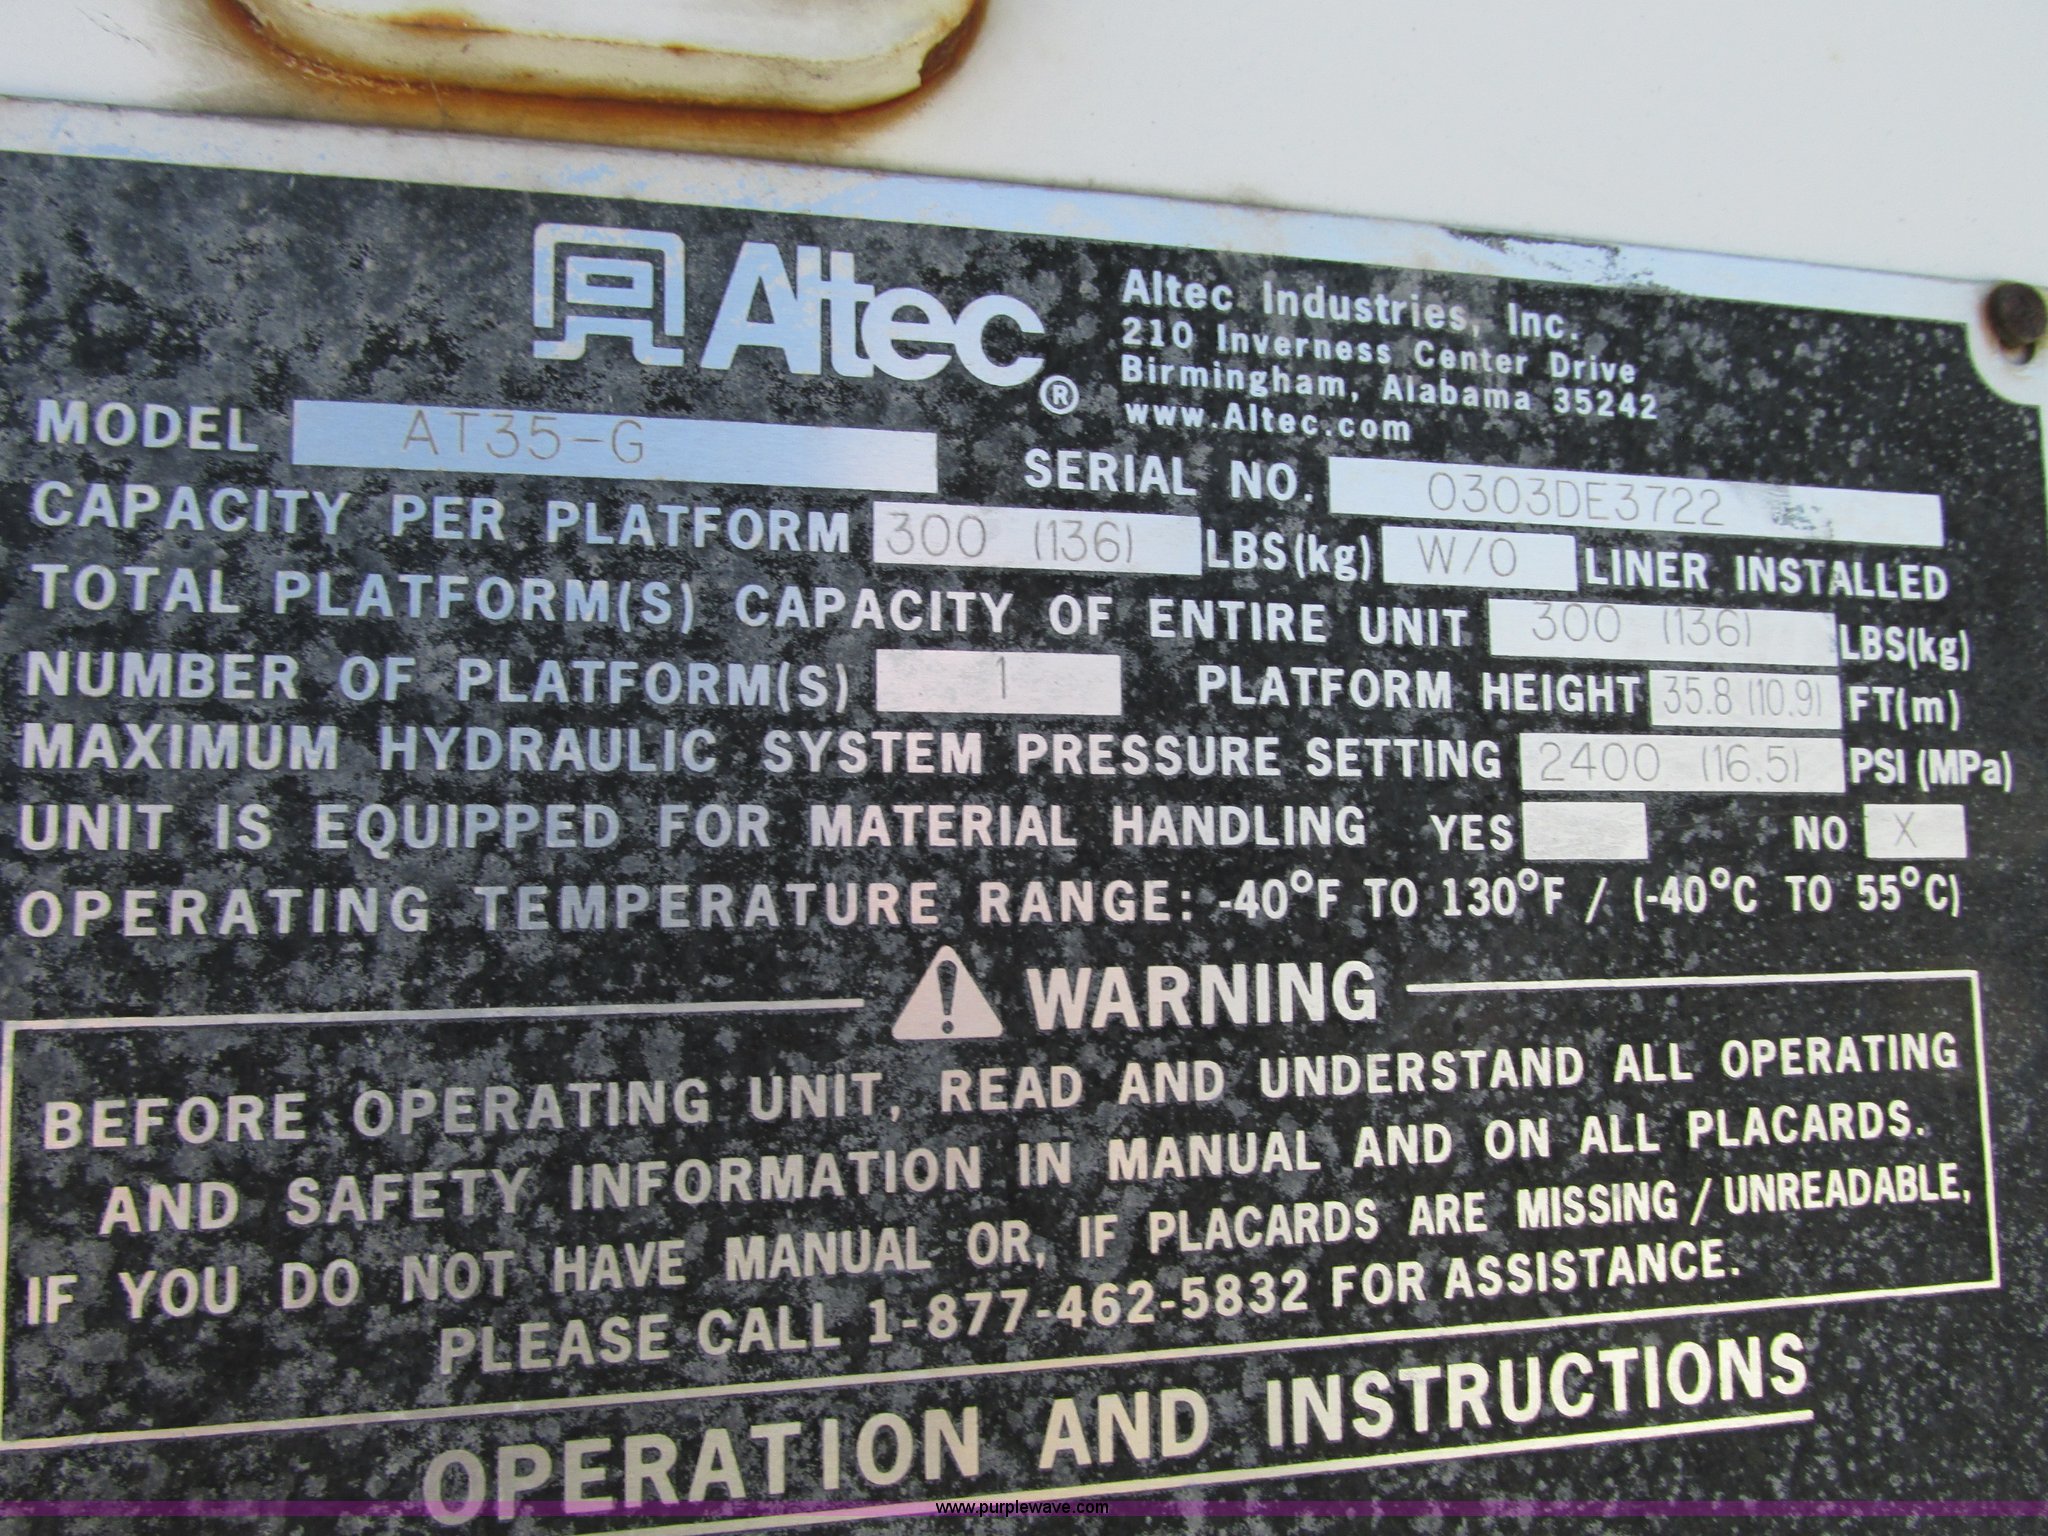 Altec®
Altec Industries, Inc.
210 Inverness Center Drive
Birmingham, Alabama 35242
www.Altec.com
MODEL AT35-G
SERIAL NO. 0303DE3722
CAPACITY PER PLATFORM 300 (136) LBS(kg) W/O LINER INSTALLED
TOTAL PLATFORM(S) CAPACITY OF ENTIRE UNIT 300 (136) LBS(kg)
NUMBER OF PLATFORM(S) 1 PLATFORM HEIGHT 35.8 (10.9) FT(m)
MAXIMUM HYDRAULIC SYSTEM PRESSURE SETTING 2400 (16.5) PSI (MPa)
UNIT IS EQUIPPED FOR MATERIAL HANDLING YES NO X
OPERATING TEMPERATURE RANGE: -40°F TO 130°F / (-40°C TO 55°C)
WARNING
BEFORE OPERATING UNIT, READ AND UNDERSTAND ALL OPERATING
AND SAFETY INFORMATION IN MANUAL AND ON ALL PLACARDS.
IF YOU DO NOT HAVE MANUAL OR, IF PLACARDS ARE MISSING/UNREADABLE,
PLEASE CALL 1-877-462-5832 FOR ASSISTANCE.
OPERATION AND INSTRUCTIONS
www.purplewave.com